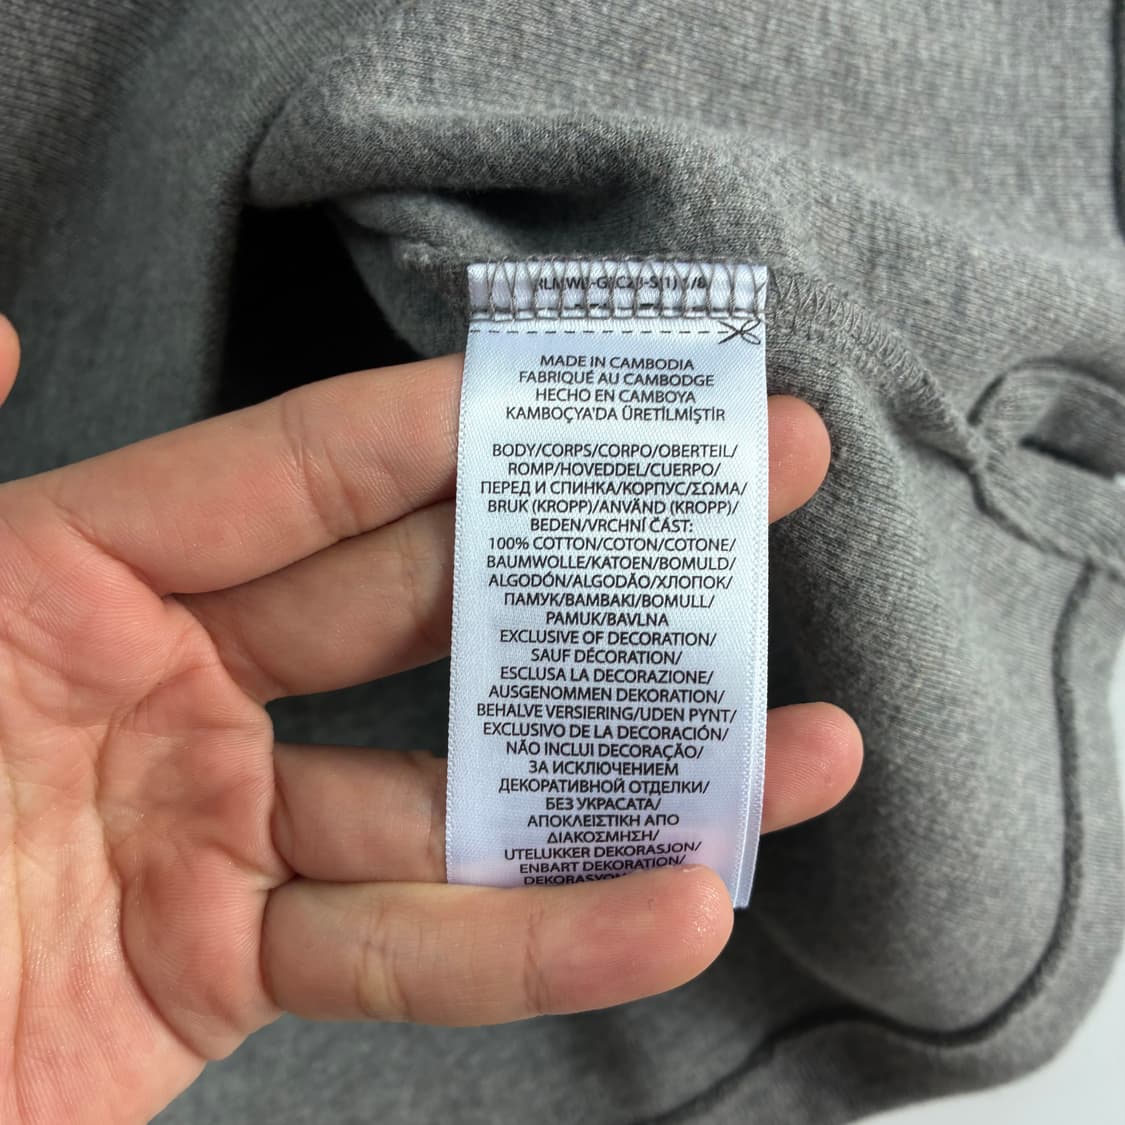 MADE IN CAMBODIA
FABRIQUÉ AU CAMBODGE
HECHO EN CAMBOYA
KAMBOÇYA'DA ÜRETİLMİŞTİR
BODY/CORPS/CORPO/OBERTEIL/
ROMP/HOVEDDEL/CUERPO/
ПЕРЕД И СПИНКА/КОРПУС/ΣΩΜΑ/
BRUK (KROPP)/ANVÄND (KROPP)/
BEDEN/VRCHNÍ ČÁST:
100% COTTON/COTON/COTONE/
BAUMWOLLE/KATOEN/BOMULD/
ALGODÓN/ALGODÃO/ХЛОПОК/
ПАМУК/ΒΑΜΒΑΚΙ/BOMULL/
PAMUK/BAVLNA
EXCLUSIVE OF DECORATION/
SAUF DÉCORATION/
ESCLUSA LA DECORAZIONE/
AUSGENOMMEN DEKORATION/
BEHALVE VERSIERING/UDEN PYNT/
EXCLUSIVO DE LA DECORACIÓN/
NÃO INCLUI DECORAÇÃO/
ЗА ИСКЛЮЧЕНИЕМ
ДЕКОРАТИВНОЙ ОТДЕЛКИ/
БЕЗ УКРАСАТА/
ΑΠΟΚΛΕΙΣΤΙΚΗ ΑΠΟ
ΔΙΑΚΟΣΜΗΣΗ/
UTELUKKER DEKORASJON/
ENBART DEKORATION/